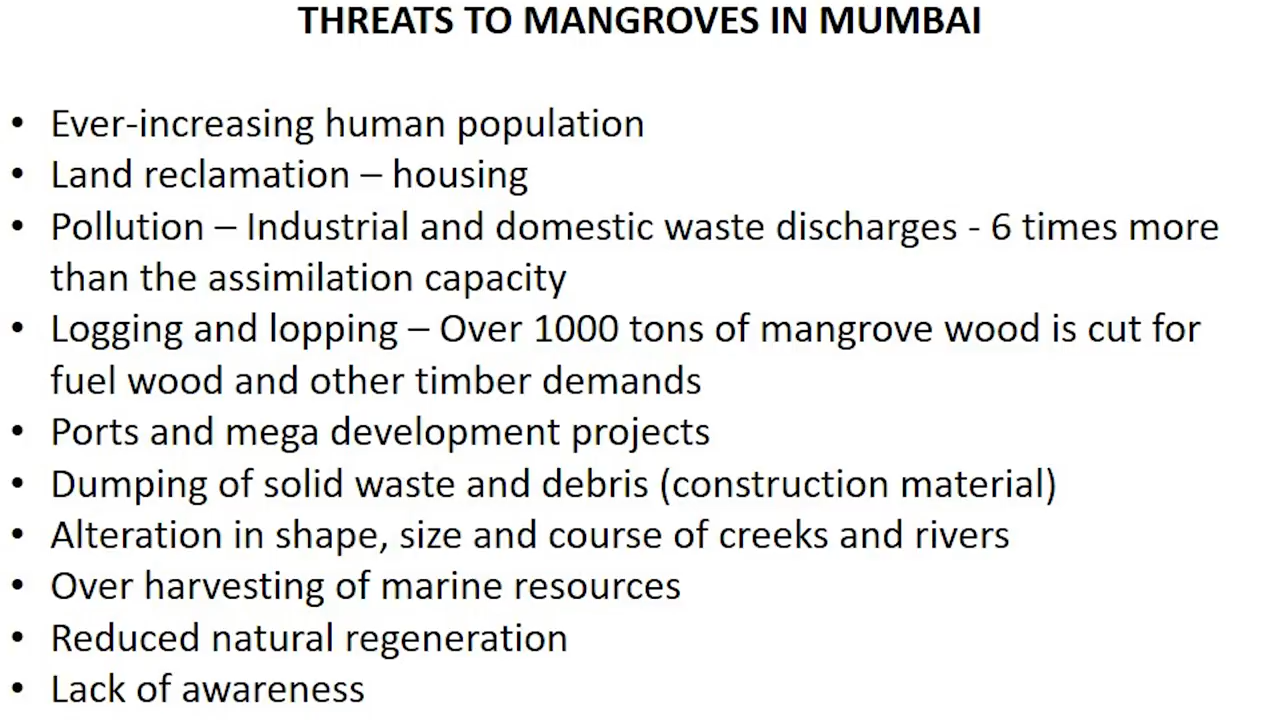 THREATS TO MANGROVES IN MUMBAI
• Ever-increasing human population
• Land reclamation – housing
• Pollution – Industrial and domestic waste discharges - 6 times more
than the assimilation capacity
• Logging and lopping – Over 1000 tons of mangrove wood is cut for
fuel wood and other timber demands
• Ports and mega development projects
• Dumping of solid waste and debris (construction material)
• Alteration in shape, size and course of creeks and rivers
• Over harvesting of marine resources
• Reduced natural regeneration
• Lack of awareness